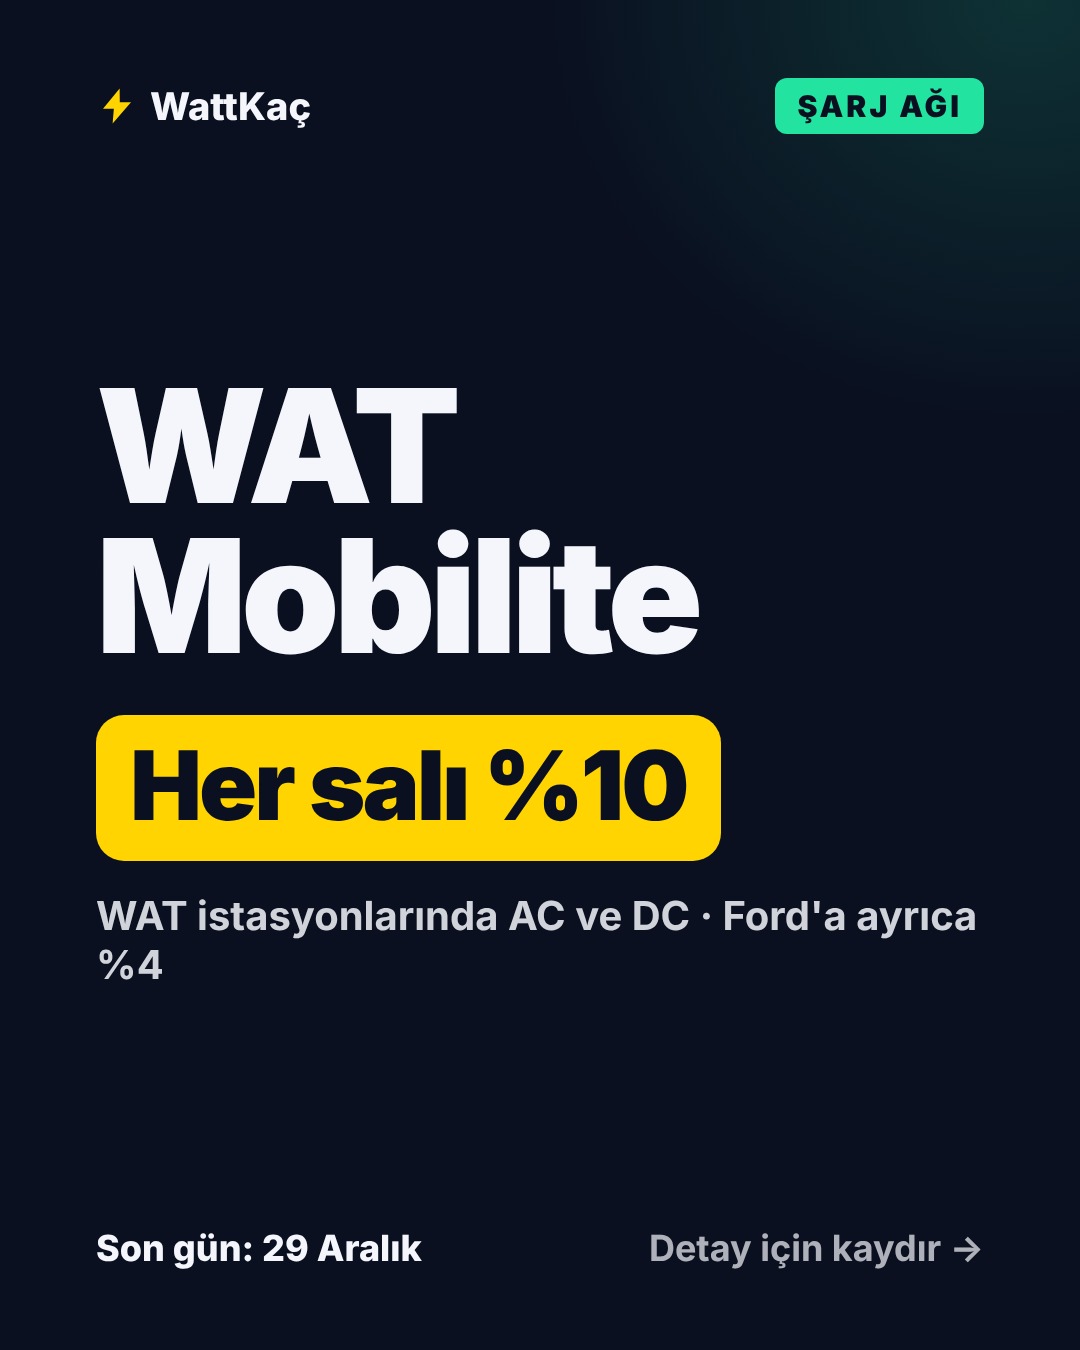 WattKaç
ŞARJ AĞI
WAT
Mobilite
Her salı %10
WAT istasyonlarında AC ve DC · Ford'a ayrıca
%4
Son gün: 29 Aralık
Detay için kaydır →